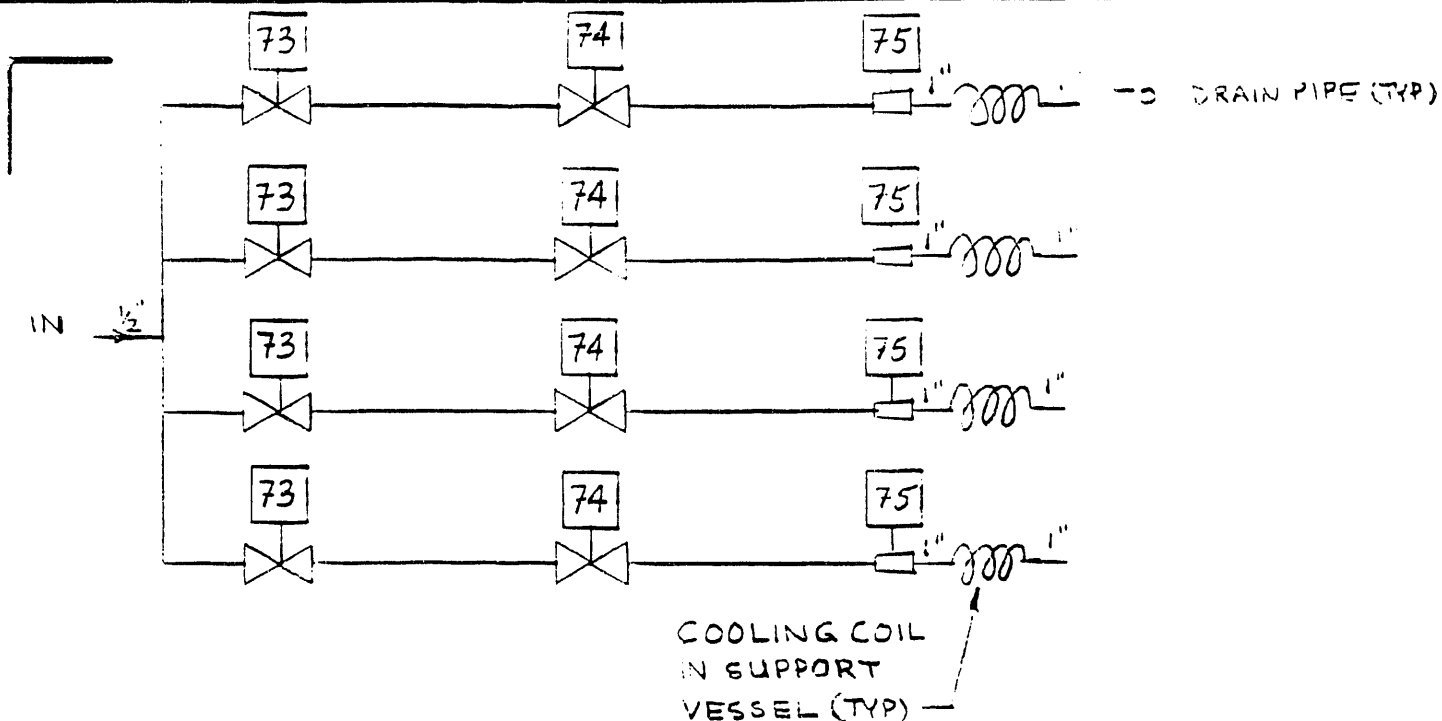 73 74 75
1" TO DRAIN PIPE (TYP)
73 74 75
1" 1"
IN ½"
73 74 75
1" 1"
73 74 75
1" 1"
COOLING COIL
IN SUPPORT
VESSEL (TYP)